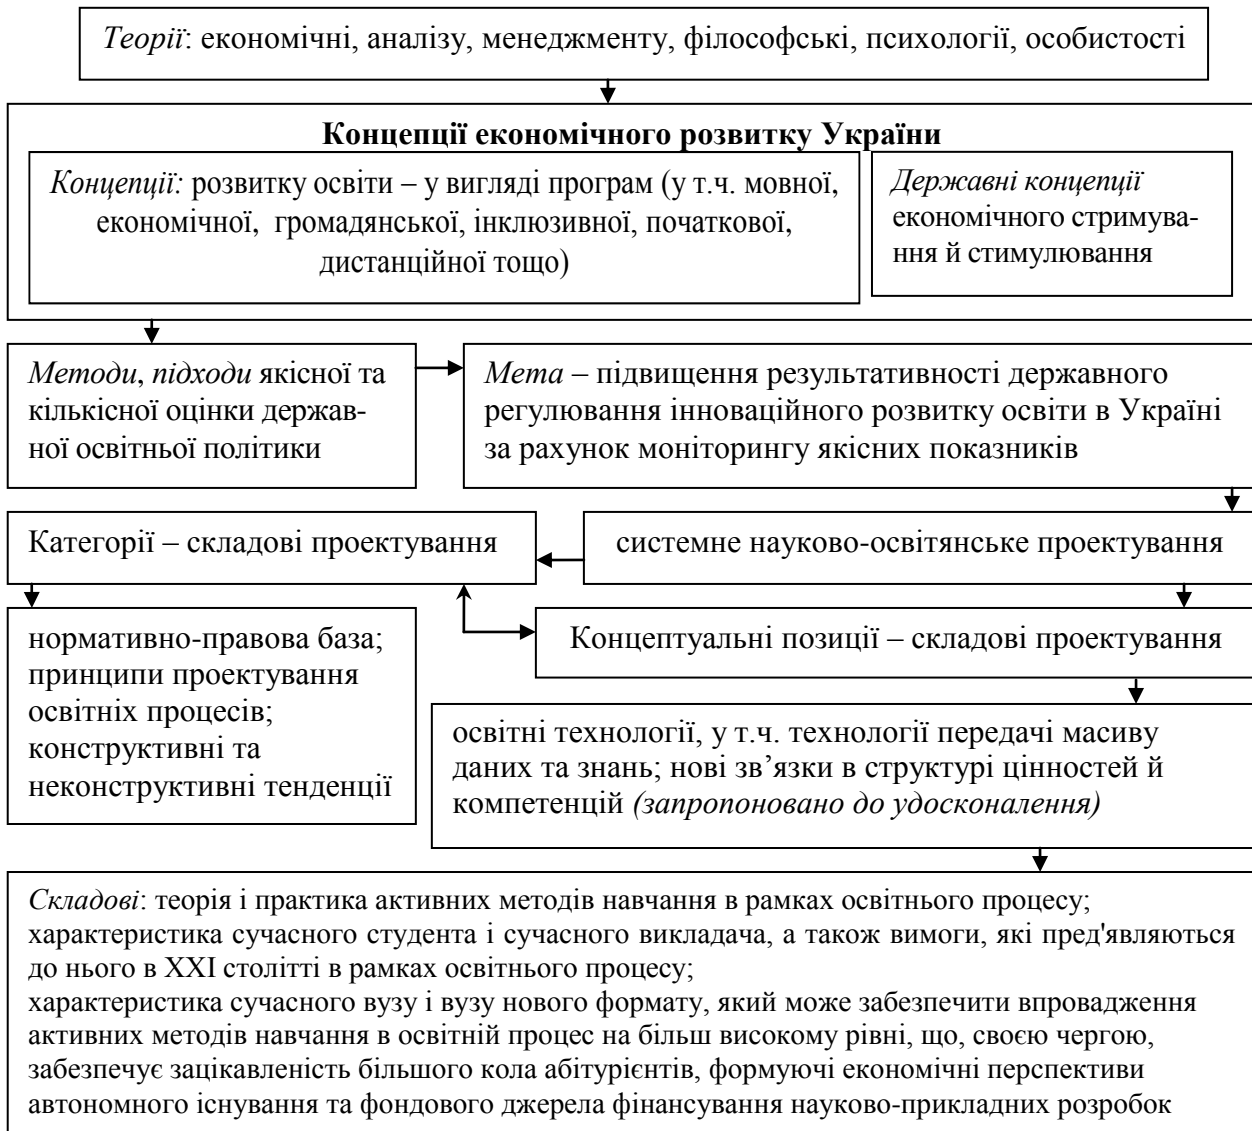 Теорії: економічні, аналізу, менеджменту, філософські, психології, особистості
Концепції економічного розвитку України
Концепції: розвитку освіти – у вигляді програм (у т.ч. мовної,
економічної, громадянської, інклюзивної, початкової,
дистанційної тощо)
Державні концепції
економічного стримува-
ння й стимулювання
Методи, підходи якісної та
кількісної оцінки держав-
ної освітньої політики
Мета – підвищення результативності державного
регулювання інноваційного розвитку освіти в Україні
за рахунок моніторингу якісних показників
Категорії – складові проектування
системне науково-освітянське проектування
нормативно-правова база;
принципи проектування
освітніх процесів;
конструктивні та
неконструктивні тенденції
Концептуальні позиції – складові проектування
освітні технології, у т.ч. технології передачі масиву
даних та знань; нові зв’язки в структурі цінностей й
компетенцій (запропоновано до удосконалення)
Складові: теорія і практика активних методів навчання в рамках освітнього процесу;
характеристика сучасного студента і сучасного викладача, а також вимоги, які пред'являються
до нього в XXI столітті в рамках освітнього процесу;
характеристика сучасного вузу і вузу нового формату, який може забезпечити впровадження
активних методів навчання в освітній процес на більш високому рівні, що, своєю чергою,
забезпечує зацікавленість більшого кола абітурієнтів, формуючі економічні перспективи
автономного існування та фондового джерела фінансування науково-прикладних розробок